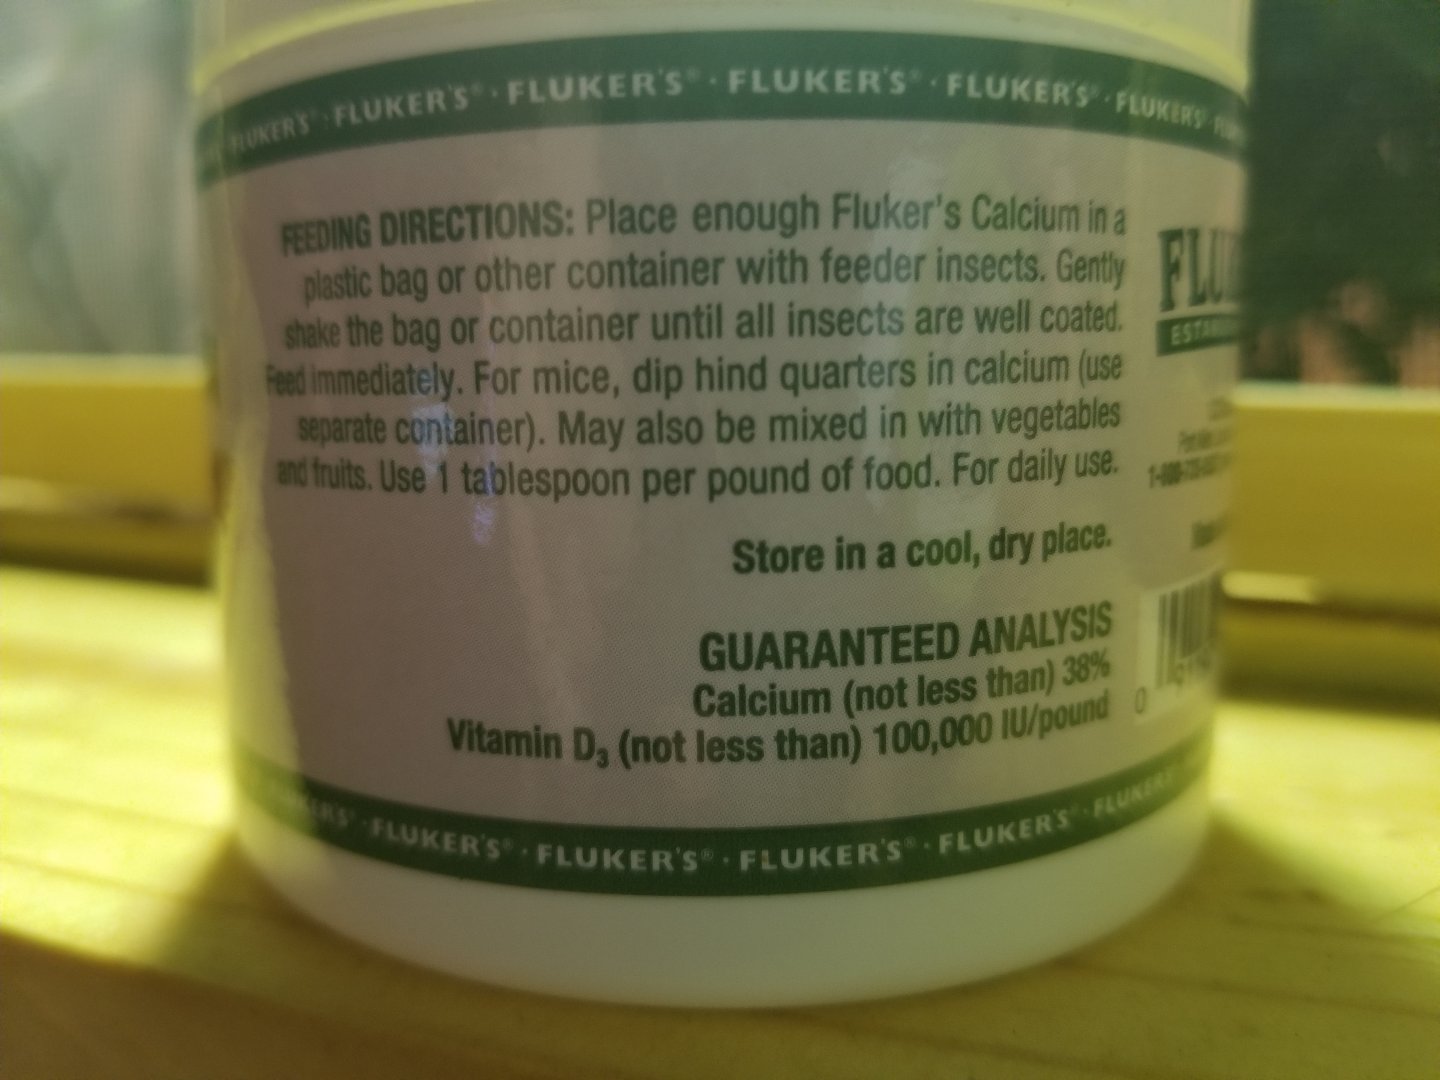 FLUKER'S® · FLUKER'S® · FLUKER'S® · FLUKER'S® · FLUKER'S® · FLUKER'S®
FEEDING DIRECTIONS: Place enough Fluker's Calcium in a
plastic bag or other container with feeder insects. Gently
shake the bag or container until all insects are well coated.
Feed immediately. For mice, dip hind quarters in calcium (use
separate container). May also be mixed in with vegetables
and fruits. Use 1 tablespoon per pound of food. For daily use.
Store in a cool, dry place.
GUARANTEED ANALYSIS
Calcium (not less than) 38%
Vitamin D₃ (not less than) 100,000 IU/pound
FLUKER'S® · FLUKER'S® · FLUKER'S® · FLUKER'S® · FLUKER'S